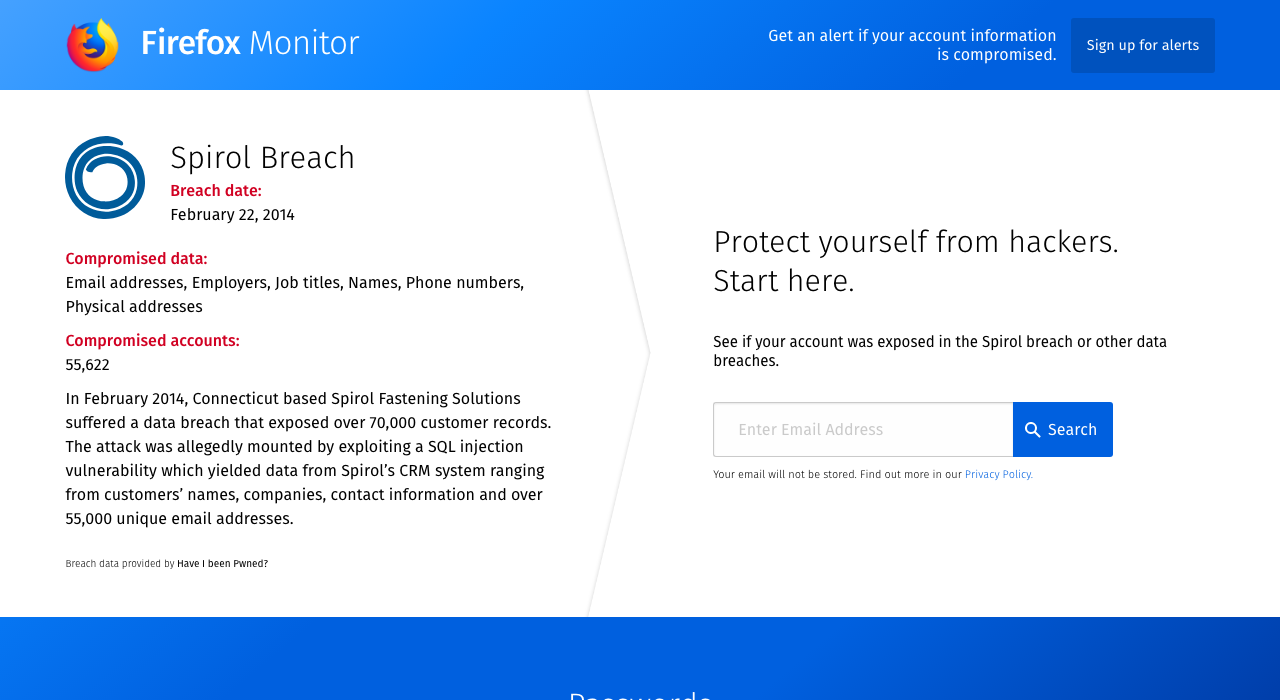 Firefox Monitor
Get an alert if your account information
is compromised.
Sign up for alerts
Spirol Breach
Breach date:
February 22, 2014
Compromised data:
Email addresses, Employers, Job titles, Names, Phone numbers,
Physical addresses
Compromised accounts:
55,622
In February 2014, Connecticut based Spirol Fastening Solutions
suffered a data breach that exposed over 70,000 customer records.
The attack was allegedly mounted by exploiting a SQL injection
vulnerability which yielded data from Spirol’s CRM system ranging
from customers’ names, companies, contact information and over
55,000 unique email addresses.
Breach data provided by Have I been Pwned?
Protect yourself from hackers.
Start here.
See if your account was exposed in the Spirol breach or other data
breaches.
Enter Email Address
Search
Your email will not be stored. Find out more in our Privacy Policy.
Passwords